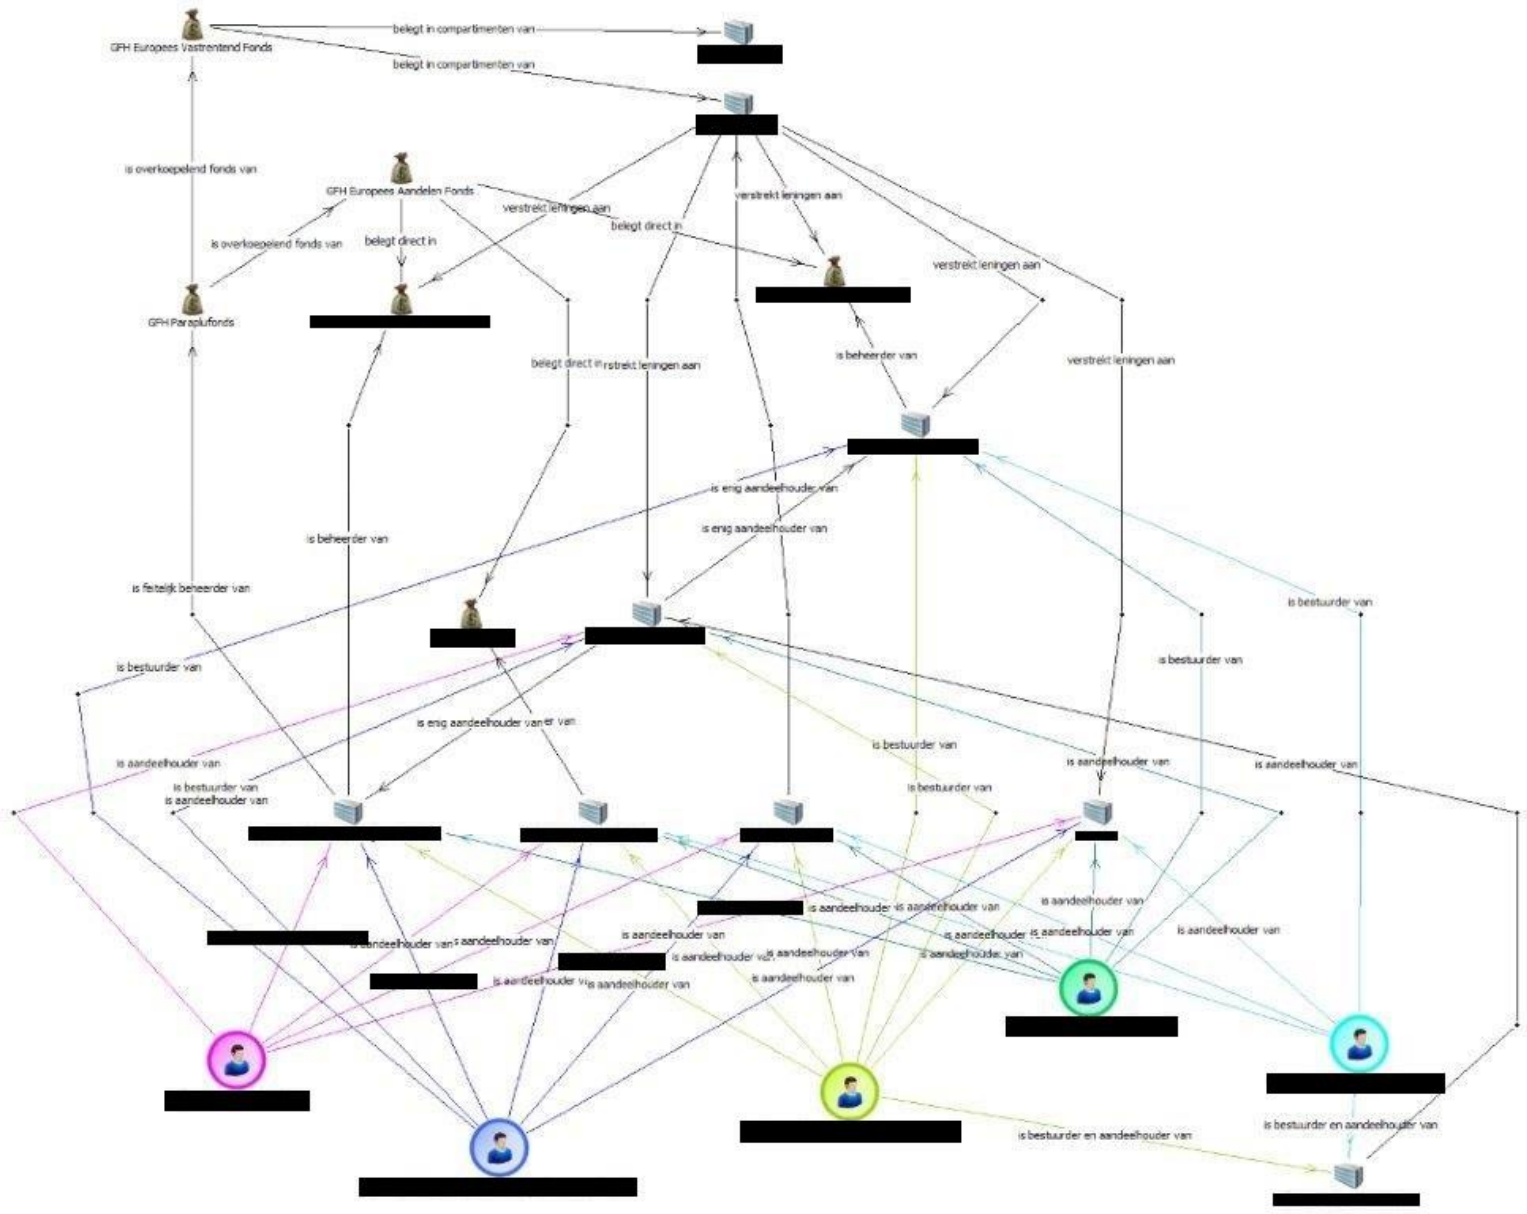 belegt in compartimenten van
GFH Europees Vastrentend Fonds
belegt in compartimenten van
is overkoepelend fonds van
GFH Europees Aandelen Fonds
verstrekt leningen aan
verstrekt leningen aan
belegt direct in
is overkoepelend fonds van
belegt direct in
verstrekt leningen aan
GFH Paraplufonds
is beheerder van
belegt direct in
rstrekt leningen aan
verstrekt leningen aan
is enig aandeelhouder van
is enig aandeelhouder van
is beheerder van
is feitelijk beheerder van
is bestuurder van
is bestuurder van
is bestuurder van
is enig aandeelhouder van
er van
is bestuurder van
is aandeelhouder van
is aandeelhouder van
is aandeelhouder van
is bestuurder van
is bestuurder van
is aandeelhouder van
is aandeelhouder van
is aandeelhouder
is aandeelhouder van
is aandeelhouder van
is aandeelhouder van
is aandeelhouder
is aandeelhouder van
aandeelhouder van
s aandeelhouder van
is aandeelhouder van
is aandeelhouder van
is aandeelhouder van
is aandeelhouder van
is aandeelhouder
is aandeelhouder van
is bestuurder en aandeelhouder van
is bestuurder en aandeelhouder van